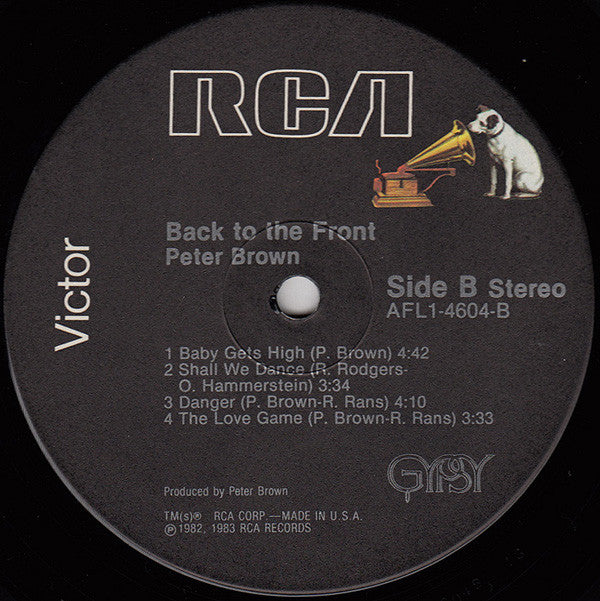 RCA
Victor
Back to the Front
Peter Brown
Side B Stereo
AFL1-4604-B
1 Baby Gets High (P. Brown) 4:42
2 Shall We Dance (R. Rodgers-
O. Hammerstein) 3:34
3 Danger (P. Brown-R. Rans) 4:10
4 The Love Game (P. Brown-R. Rans) 3:33
GYPSY
Produced by Peter Brown
TM(s)® RCA CORP.—MADE IN U.S.A.
℗ 1982, 1983 RCA RECORDS